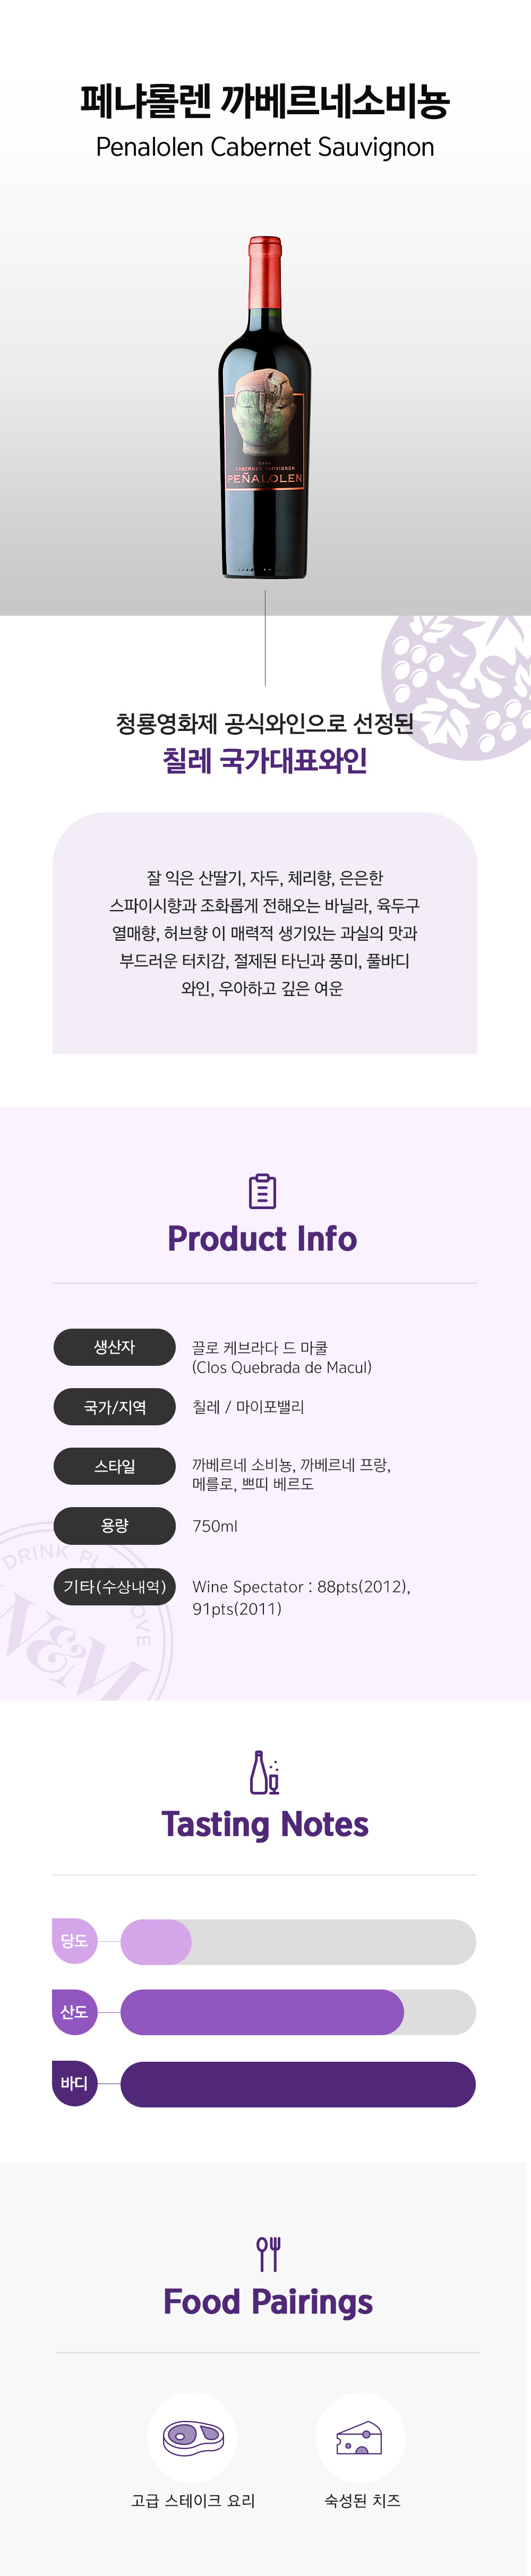 페냐롤렌 까베르네소비뇽
Penalolen Cabernet Sauvignon
CABERNET SAUVIGNON
PEÑALOLEN
청룡영화제 공식와인으로 선정된
칠레 국가대표와인
잘 익은 산딸기, 자두, 체리향, 은은한
스파이시향과 조화롭게 전해오는 바닐라, 육두구
열매향, 허브향 이 매력적 생기있는 과실의 맛과
부드러운 터치감, 절제된 타닌과 풍미, 풀바디
와인, 우아하고 깊은 여운
Product Info
생산자
끌로 케브라다 드 마쿨
(Clos Quebrada de Macul)
국가/지역
칠레 / 마이포밸리
스타일
까베르네 소비뇽, 까베르네 프랑,
메를로, 쁘띠 베르도
용량
750ml
기타(수상내역)
Wine Spectator : 88pts(2012),
91pts(2011)
DRINK
W&M
Tasting Notes
당도
산도
바디
Food Pairings
고급 스테이크 요리
숙성된 치즈